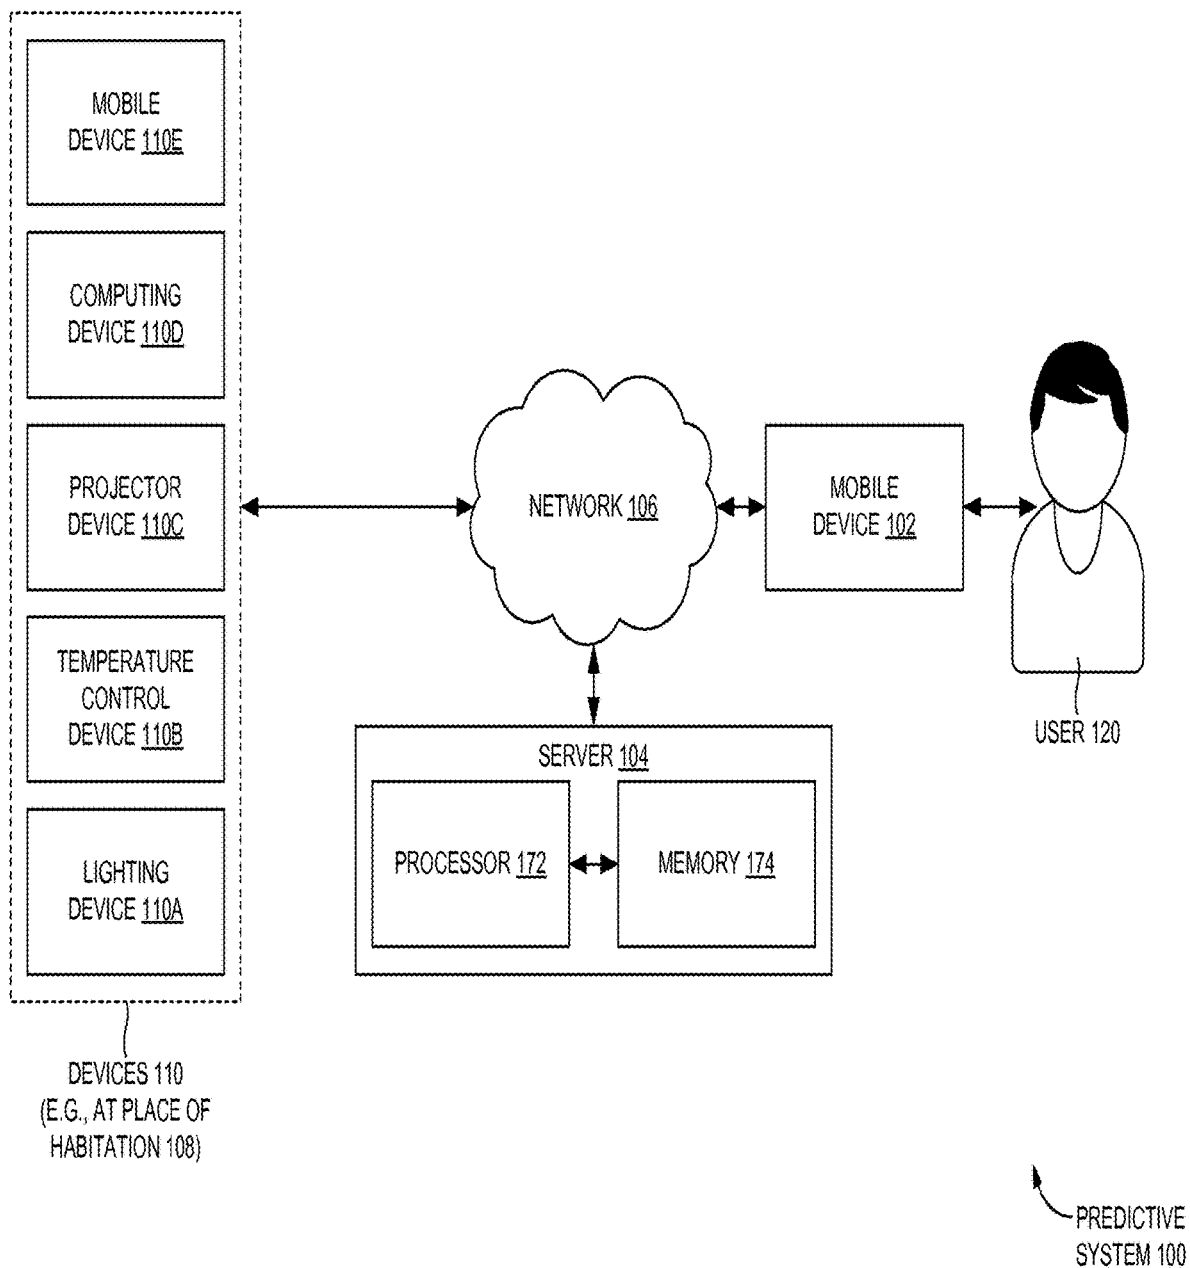 MOBILE
DEVICE 110E
COMPUTING
DEVICE 110D
PROJECTOR
DEVICE 110C
TEMPERATURE
CONTROL
DEVICE 110B
LIGHTING
DEVICE 110A
DEVICES 110
(E.G., AT PLACE OF
HABITATION 108)
NETWORK 106
MOBILE
DEVICE 102
USER 120
SERVER 104
PROCESSOR 172
MEMORY 174
PREDICTIVE
SYSTEM 100